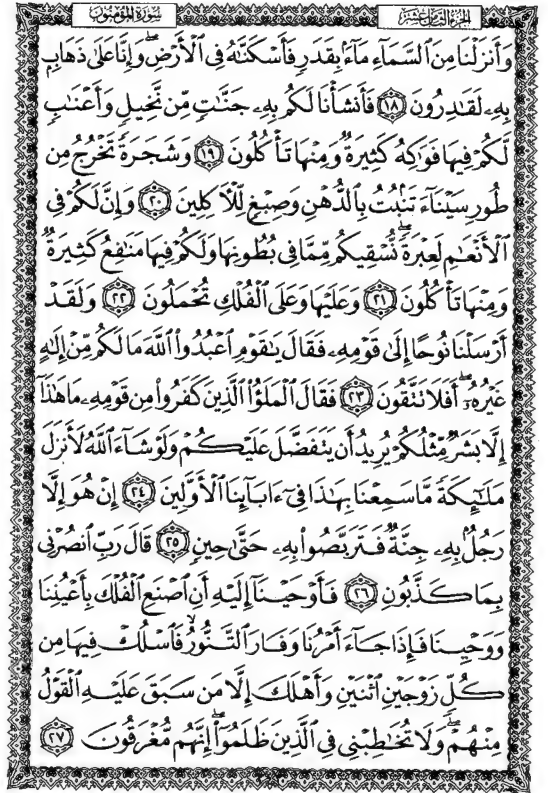 سورة المؤمنون الجزء الثامن عشر
وَأَنزَلْنَا مِنَ ٱلسَّمَآءِ مَآءَۢ بِقَدَرٍ فَأَسْكَنَّٰهُ فِى ٱلْأَرْضِۖ وَإِنَّا عَلَىٰ ذَهَابِۭ
بِهِۦ لَقَٰدِرُونَ ١٨ فَأَنشَأْنَا لَكُم بِهِۦ جَنَّٰتٍ مِّن نَّخِيلٍ وَأَعْنَٰبٍ
لَّكُمْ فِيهَا فَوَٰكِهُ كَثِيرَةٌ وَمِنْهَا تَأْكُلُونَ ١٩ وَشَجَرَةً تَخْرُجُ مِن
طُورِ سَيْنَآءَ تَنۢبُتُ بِٱلدُّهْنِ وَصِبْغٍ لِّلْءَاكِلِينَ ٢٠ وَإِنَّ لَكُمْ فِى
ٱلْأَنْعَٰمِ لَعِبْرَةًۖ نُّسْقِيكُم مِّمَّا فِى بُطُونِهَا وَلَكُمْ فِيهَا مَنَٰفِعُ كَثِيرَةٌ
وَمِنْهَا تَأْكُلُونَ ٢١ وَعَلَيْهَا وَعَلَى ٱلْفُلْكِ تُحْمَلُونَ ٢٢ وَلَقَدْ
أَرْسَلْنَا نُوحًا إِلَىٰ قَوْمِهِۦ فَقَالَ يَٰقَوْمِ ٱعْبُدُوا۟ ٱللَّهَ مَا لَكُم مِّنْ إِلَٰهٍ
غَيْرُهُۥٓۖ أَفَلَا تَتَّقُونَ ٢٣ فَقَالَ ٱلْمَلَؤُا۟ ٱلَّذِينَ كَفَرُوا۟ مِن قَوْمِهِۦ مَا هَٰذَآ
إِلَّا بَشَرٌ مِّثْلُكُمْ يُرِيدُ أَن يَتَفَضَّلَ عَلَيْكُمْ وَلَوْ شَآءَ ٱللَّهُ لَأَنزَلَ
مَلَٰٓئِكَةً مَّا سَمِعْنَا بِهَٰذَا فِىٓ ءَابَآئِنَا ٱلْأَوَّلِينَ ٢٤ إِنْ هُوَ إِلَّا
رَجُلٌۢ بِهِۦ جِنَّةٌ فَتَرَبَّصُوا۟ بِهِۦ حَتَّىٰ حِينٍ ٢٥ قَالَ رَبِّ ٱنصُرْنِى
بِمَا كَذَّبُونِ ٢٦ فَأَوْحَيْنَآ إِلَيْهِ أَنِ ٱصْنَعِ ٱلْفُلْكَ بِأَعْيُنِنَا
وَوَحْيِنَا فَإِذَا جَآءَ أَمْرُنَا وَفَارَ ٱلتَّنُّورُۙ فَٱسْلُكْ فِيهَا مِن
كُلٍّ زَوْجَيْنِ ٱثْنَيْنِ وَأَهْلَكَ إِلَّا مَن سَبَقَ عَلَيْهِ ٱلْقَوْلُ
مِنْهُمْۖ وَلَا تُخَٰطِبْنِى فِى ٱلَّذِينَ ظَلَمُوٓا۟ۖ إِنَّهُم مُّغْرَقُونَ ٢٧